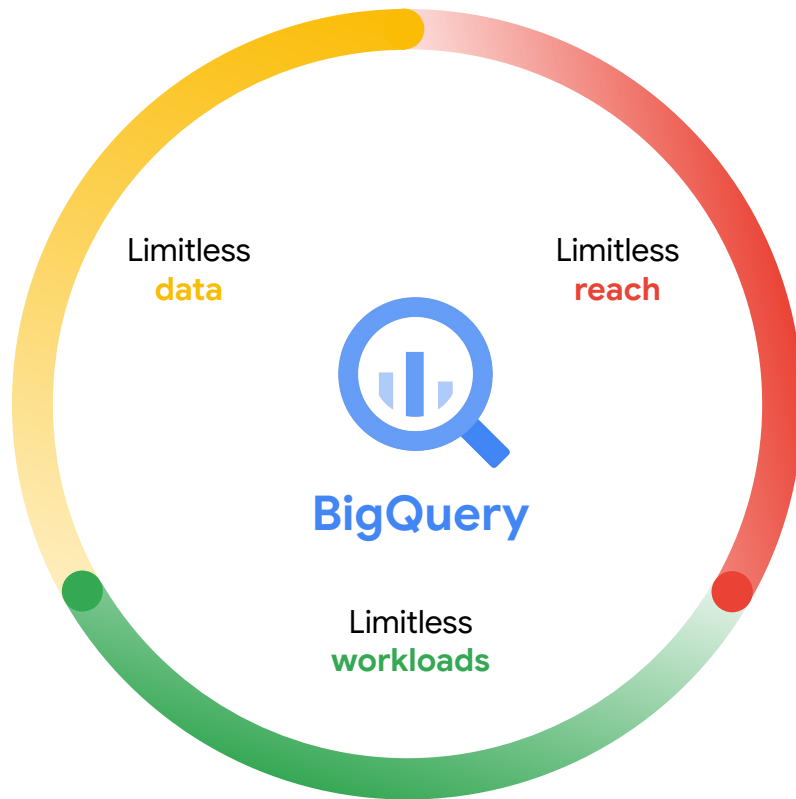 Limitless
data
Limitless
reach
BigQuery
Limitless
workloads